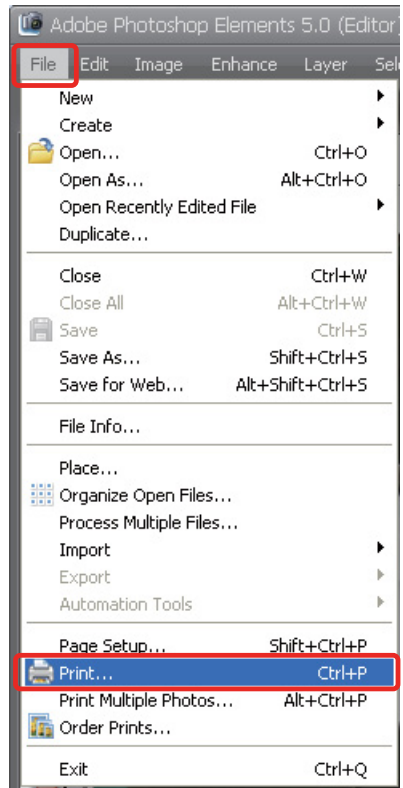 Adobe Photoshop Elements 5.0 (Editor)
File Edit Image Enhance Layer
New
Create
Open... Ctrl+O
Open As... Alt+Ctrl+O
Open Recently Edited File
Duplicate...
Close Ctrl+W
Close All Alt+Ctrl+W
Save Ctrl+S
Save As... Shift+Ctrl+S
Save for Web... Alt+Shift+Ctrl+S
File Info...
Place...
Organize Open Files...
Process Multiple Files...
Import
Export
Automation Tools
Page Setup... Shift+Ctrl+P
Print... Ctrl+P
Print Multiple Photos... Alt+Ctrl+P
Order Prints...
Exit Ctrl+Q